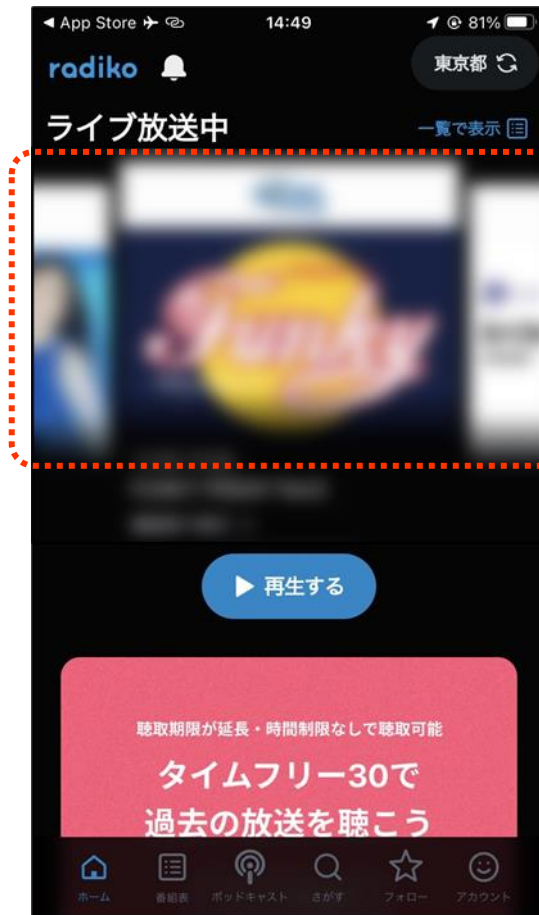 App Store
14:49
81%
radiko
東京都
ライブ放送中
一覧で表示
Funky
再生する
聴取期限が延長・時間制限なしで聴取可能
タイムフリー30で
過去の放送を聴こう
ホーム
番組表
ポッドキャスト
さがす
フォロー
アカウント